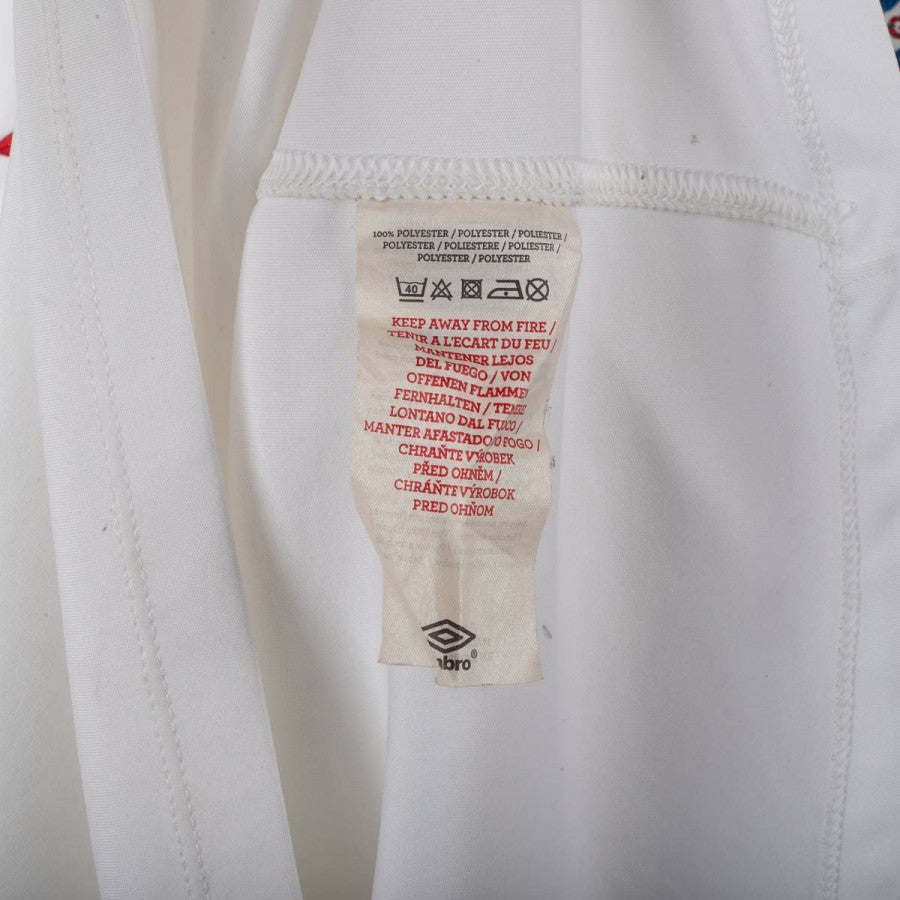 100% POLYESTER / POLYESTER / POLIESTER /
POLYESTER / POLIESTERE / POLIESTER /
POLYESTER / POLYESTER
40
KEEP AWAY FROM FIRE /
TENIR A L'ECART DU FEU /
MANTENER LEJOS
DEL FUEGO / VON
OFFENEN FLAMMEN
FERNHALTEN /
LONTANO DAL FUOCO /
MANTER AFASTADO FOGO /
CHRAŇTE VÝROBEK
PŘED OHNĚM /
CHRÁŇTE VÝROBOK
PRED OHŇOM
mbro®